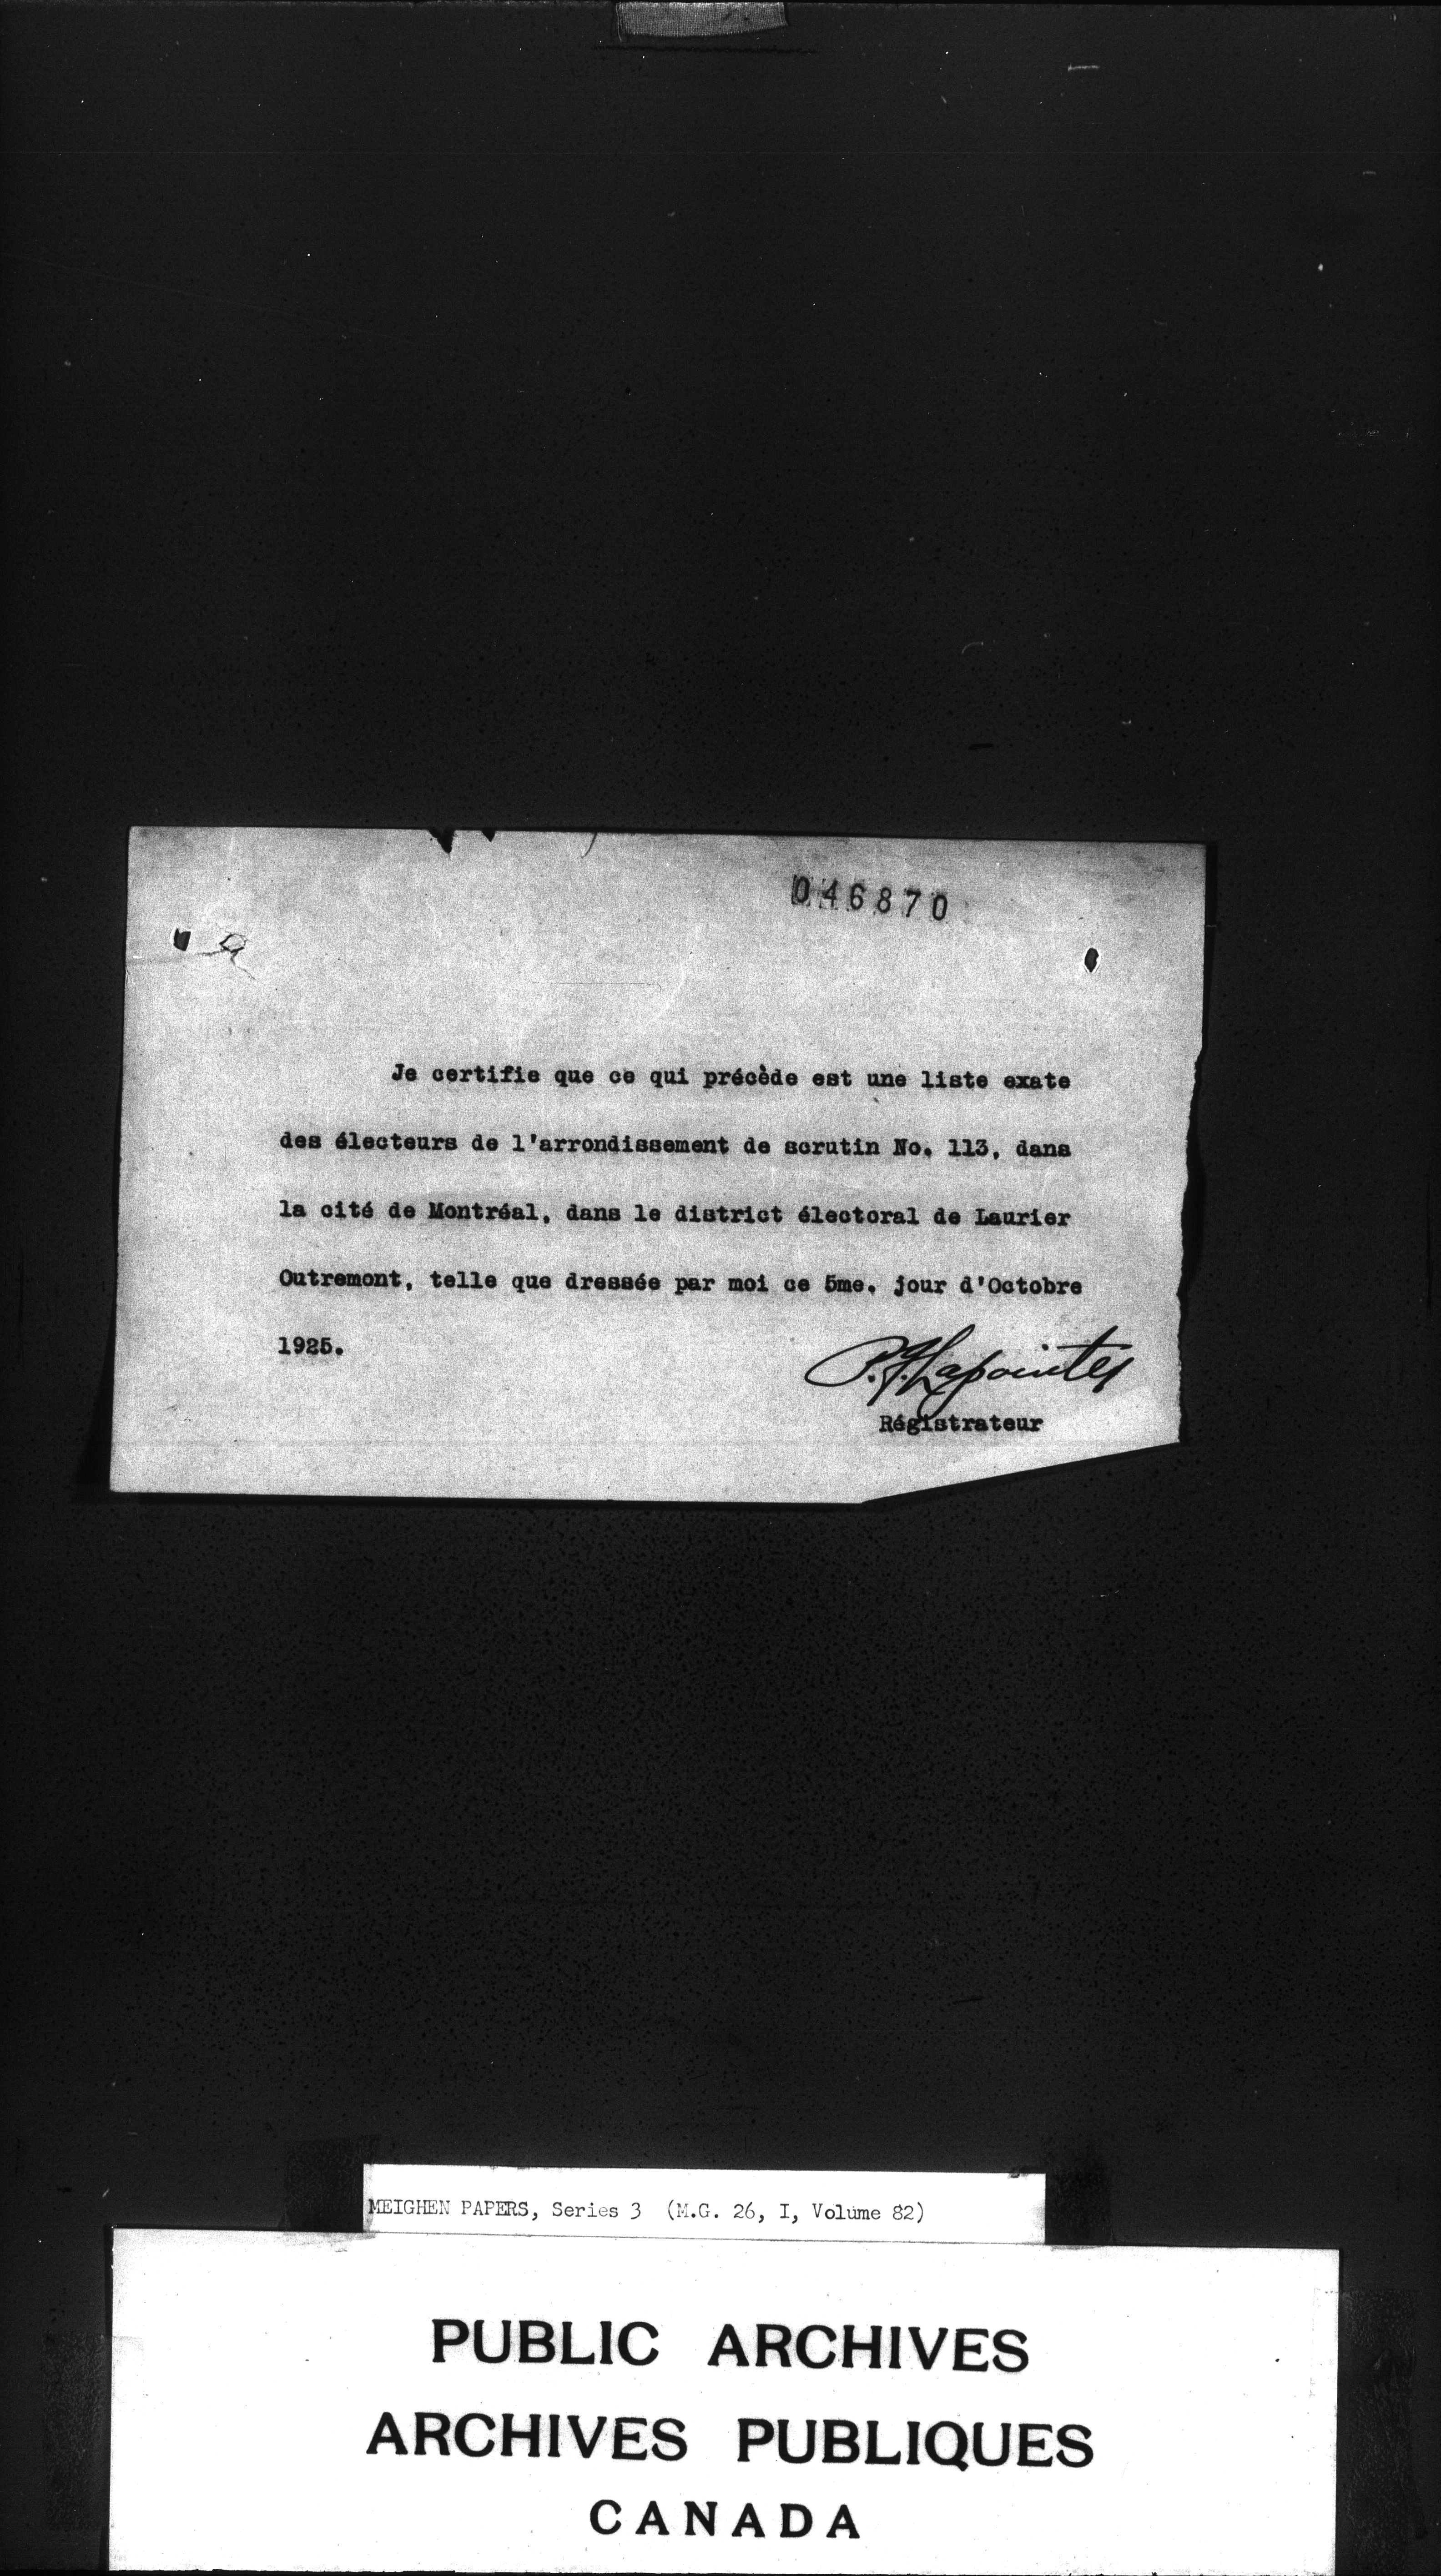 046870
Je certifie que ce qui précède est une liste exate
des électeurs de l'arrondissement de scrutin No. 113, dans
la cité de Montréal, dans le district électoral de Laurier
Outremont, telle que dressée par moi ce 5me. jour d'Octobre
1925.
P. J. Lapointe
Régistrateur
MEIGHEN PAPERS, Series 3 (M.G. 26, I, Volume 82)
PUBLIC ARCHIVES
ARCHIVES PUBLIQUES
CANADA